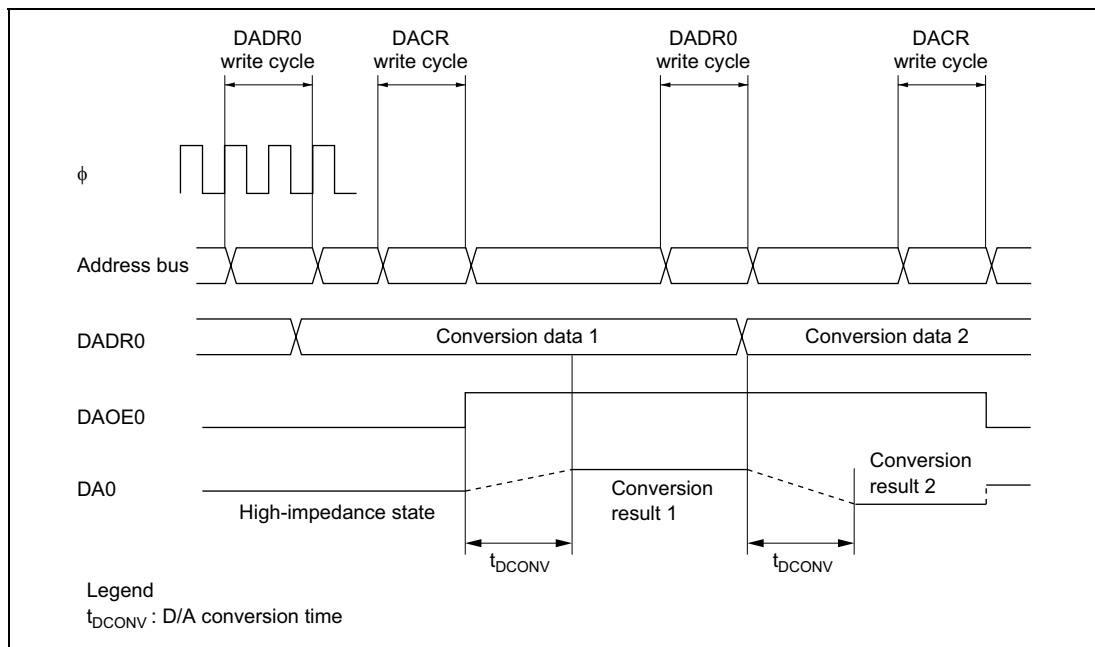 DADR0
write cycle
DACR
write cycle
DADR0
write cycle
DACR
write cycle
ϕ
Address bus
DADR0
Conversion data 1
Conversion data 2
DAOE0
DA0
High-impedance state
Conversion
result 1
Conversion
result 2
tDCONV
tDCONV
Legend
tDCONV : D/A conversion time